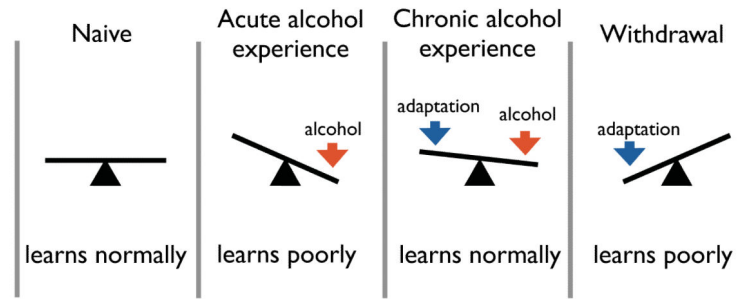 Naive
Acute alcohol
experience
Chronic alcohol
experience
Withdrawal
alcohol
adaptation
alcohol
adaptation
learns normally
learns poorly
learns normally
learns poorly